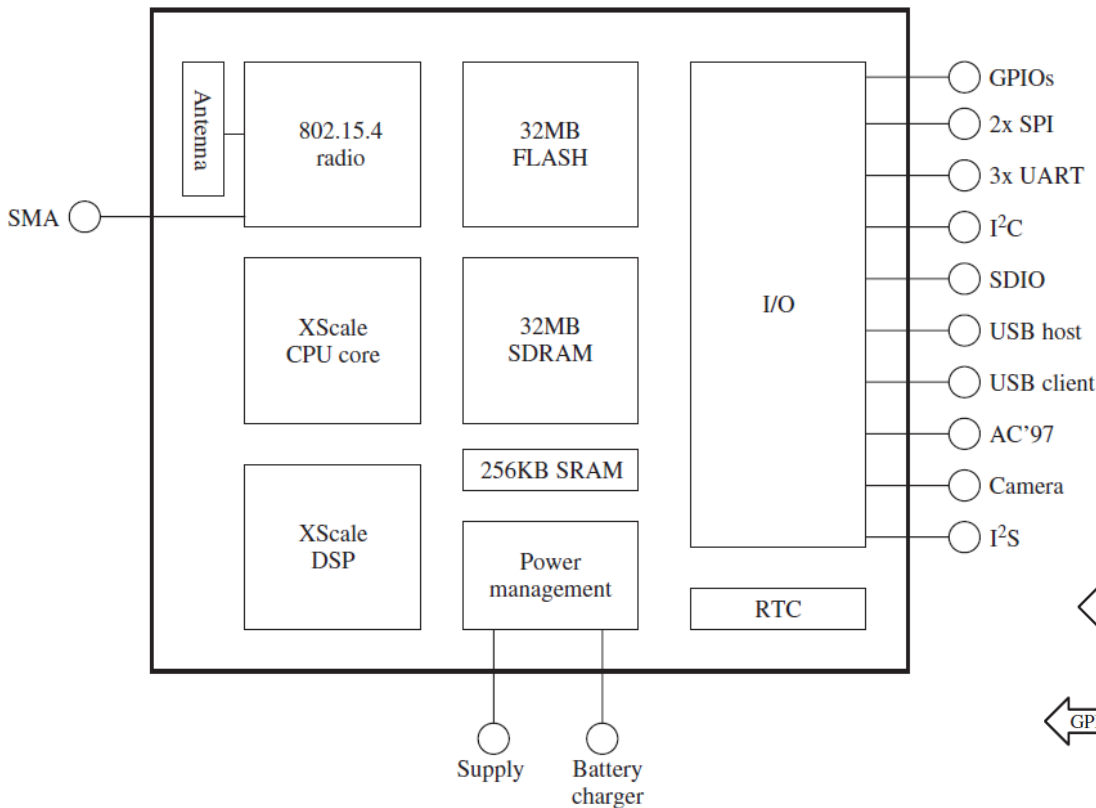 Antenna
802.15.4
radio
32MB
FLASH
GPIOs
2x SPI
3x UART
I²C
SDIO
USB host
USB client
AC’97
Camera
I²S
SMA
I/O
XScale
CPU core
32MB
SDRAM
256KB SRAM
XScale
DSP
Power
management
RTC
Supply
Battery
charger